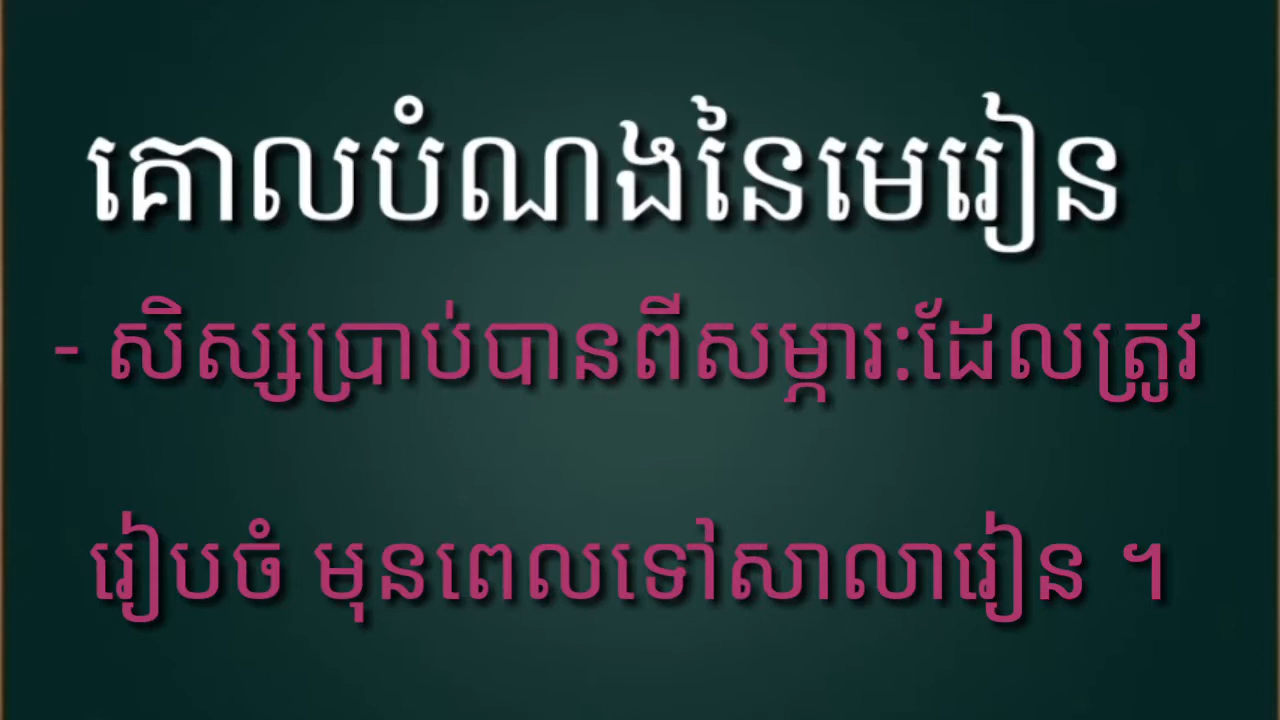 គោលបំណងនៃមេរៀន
- សិស្សប្រាប់បានពីសម្ភារ:ដែលត្រូវ
រៀបចំ មុនពេលទៅសាលារៀន ។